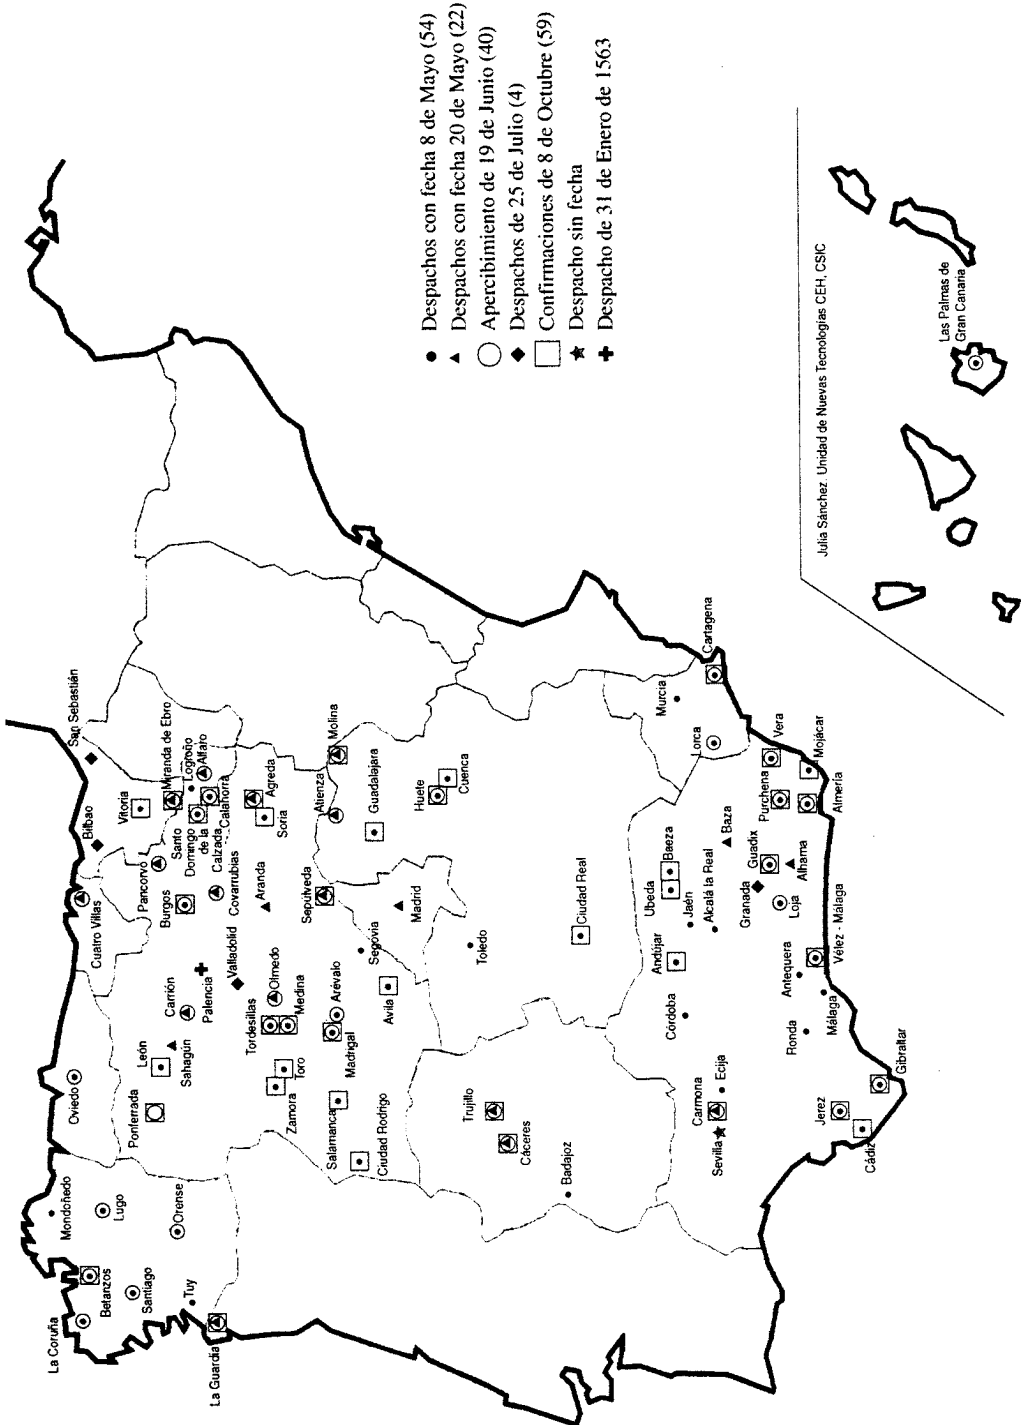 Despachos con fecha 8 de Mayo (54)
Despachos con fecha 20 de Mayo (22)
Apercibimiento de 19 de Junio (40)
Despachos de 25 de Julio (4)
Confirmaciones de 8 de Octubre (59)
Despacho sin fecha
Despacho de 31 de Enero de 1563
La Coruña
Betanzos
Mondoñedo
Lugo
Santiago
Orense
Tuy
La Guardia
Oviedo
Ponferrada
León
Sahagún
Carrión
Palencia
Cuatro Villas
Bilbao
San Sebastián
Vitoria
Miranda de Ebro
Logroño
Alfaro
Pancorvo
Santo
Domingo
de la
Calzada
Calahorra
Burgos
Covarrubias
Agreda
Soria
Aranda
Valladolid
Tordesillas
Olmedo
Medina
Toro
Zamora
Sepúlveda
Atienza
Molina
Guadalajara
Segovia
Arévalo
Madrigal
Avila
Salamanca
Ciudad Rodrigo
Madrid
Huete
Cuenca
Toledo
Trujillo
Cáceres
Badajoz
Ciudad Real
Ubeda
Baeza
Andújar
Jaén
Alcalá la Real
Córdoba
Carmona
Ecija
Sevilla
Murcia
Cartagena
Lorca
Baza
Guadix
Granada
Alhama
Loja
Purchena
Vera
Mojácar
Almería
Antequera
Vélez - Málaga
Málaga
Ronda
Jerez
Cádiz
Gibraltar
Julia Sánchez. Unidad de Nuevas Tecnologías CEH, CSIC
Las Palmas de
Gran Canaria